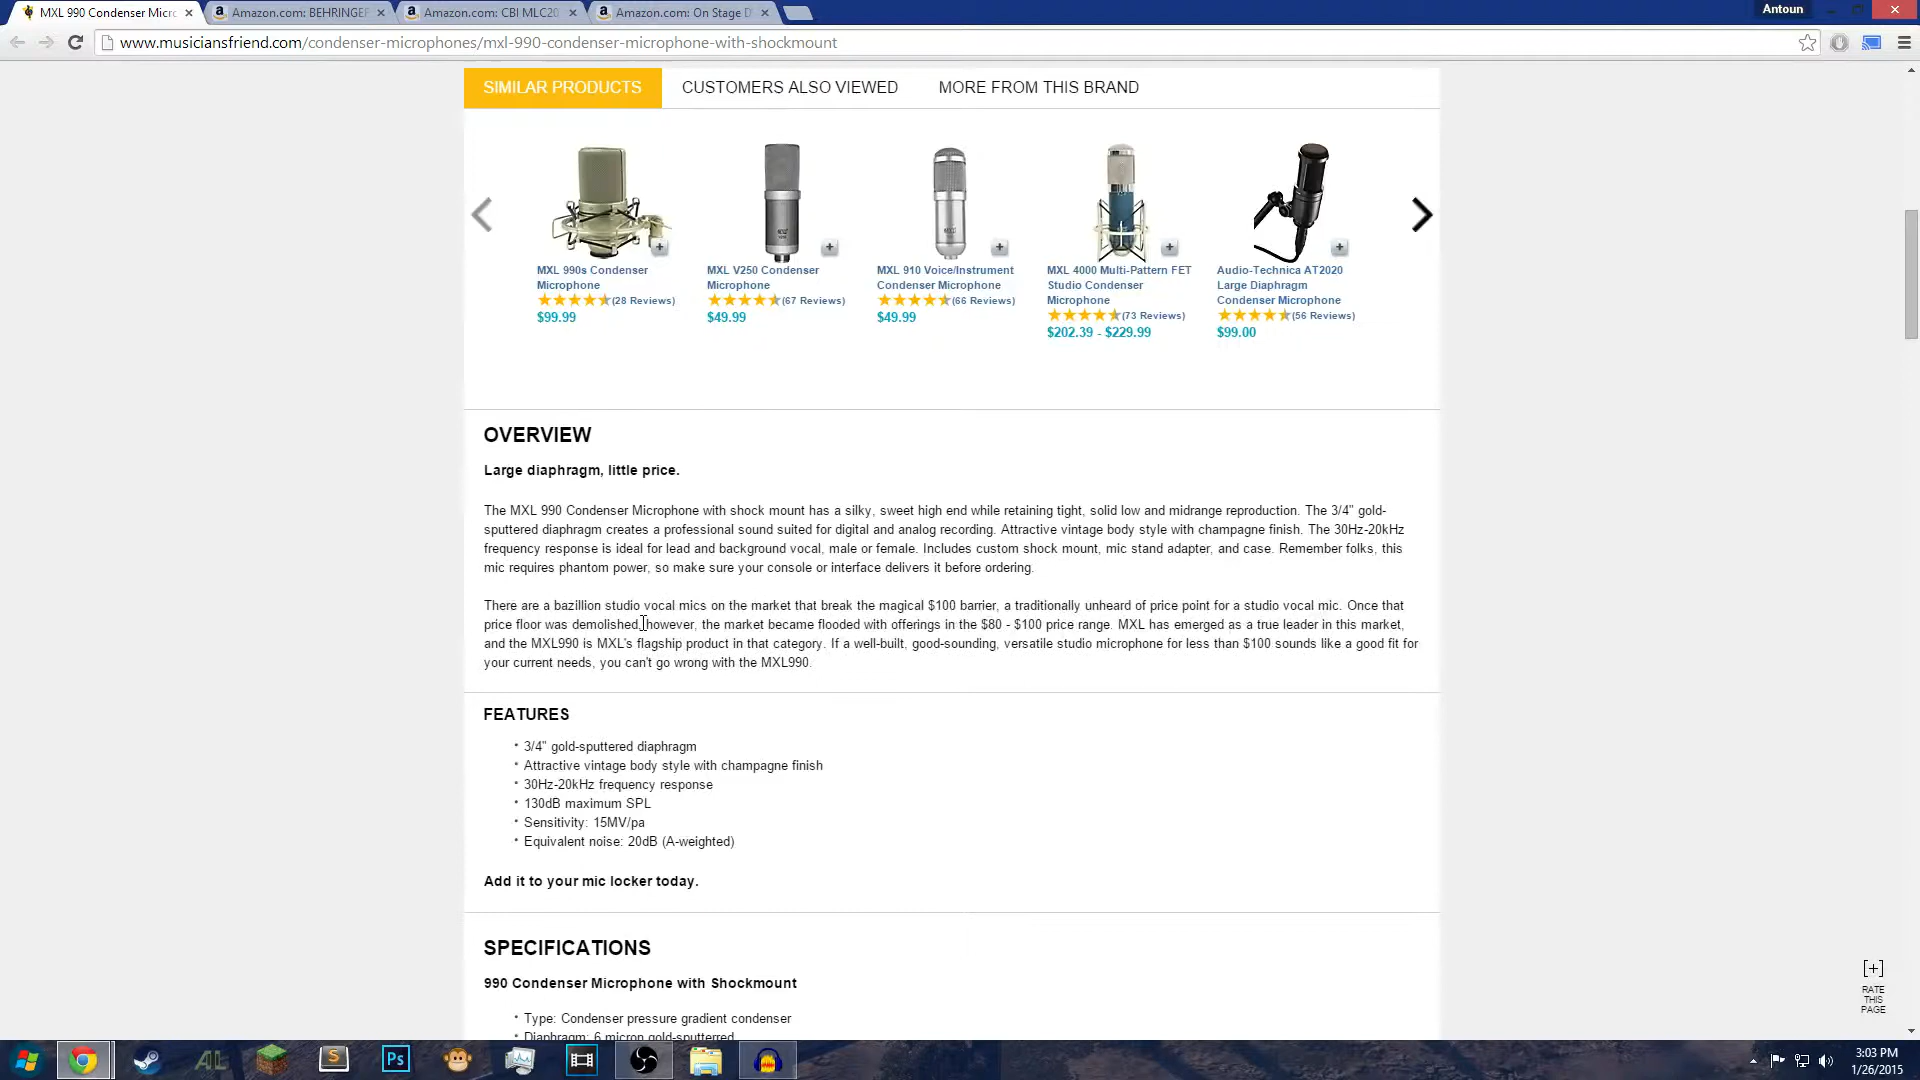 MXL 990 Condenser Micro
Amazon.com: BEHRINGER
Amazon.com: CBI MLC20
Amazon.com: On Stage D
Antoun
www.musiciansfriend.com/condenser-microphones/mxl-990-condenser-microphone-with-shockmount
SIMILAR PRODUCTS CUSTOMERS ALSO VIEWED MORE FROM THIS BRAND
MXL 990s Condenser
Microphone
(28 Reviews)
$99.99
MXL V250 Condenser
Microphone
(67 Reviews)
$49.99
MXL 910 Voice/Instrument
Condenser Microphone
(66 Reviews)
$49.99
MXL 4000 Multi-Pattern FET
Studio Condenser
Microphone
(73 Reviews)
$202.39 - $229.99
Audio-Technica AT2020
Large Diaphragm
Condenser Microphone
(56 Reviews)
$99.00
OVERVIEW
Large diaphragm, little price.
The MXL 990 Condenser Microphone with shock mount has a silky, sweet high end while retaining tight, solid low and midrange reproduction. The 3/4" gold-
sputtered diaphragm creates a professional sound suited for digital and analog recording. Attractive vintage body style with champagne finish. The 30Hz-20kHz
frequency response is ideal for lead and background vocal, male or female. Includes custom shock mount, mic stand adapter, and case. Remember folks, this
mic requires phantom power, so make sure your console or interface delivers it before ordering.
There are a bazillion studio vocal mics on the market that break the magical $100 barrier, a traditionally unheard of price point for a studio vocal mic. Once that
price floor was demolished, however, the market became flooded with offerings in the $80 - $100 price range. MXL has emerged as a true leader in this market,
and the MXL990 is MXL's flagship product in that category. If a well-built, good-sounding, versatile studio microphone for less than $100 sounds like a good fit for
your current needs, you can't go wrong with the MXL990.
FEATURES
• 3/4" gold-sputtered diaphragm
• Attractive vintage body style with champagne finish
• 30Hz-20kHz frequency response
• 130dB maximum SPL
• Sensitivity: 15MV/pa
• Equivalent noise: 20dB (A-weighted)
Add it to your mic locker today.
SPECIFICATIONS
990 Condenser Microphone with Shockmount
• Type: Condenser pressure gradient condenser
• Diaphragm: 6 micron gold-sputterred
[+]
RATE
THIS
PAGE
AL
S
Ps
3:03 PM
1/26/2015